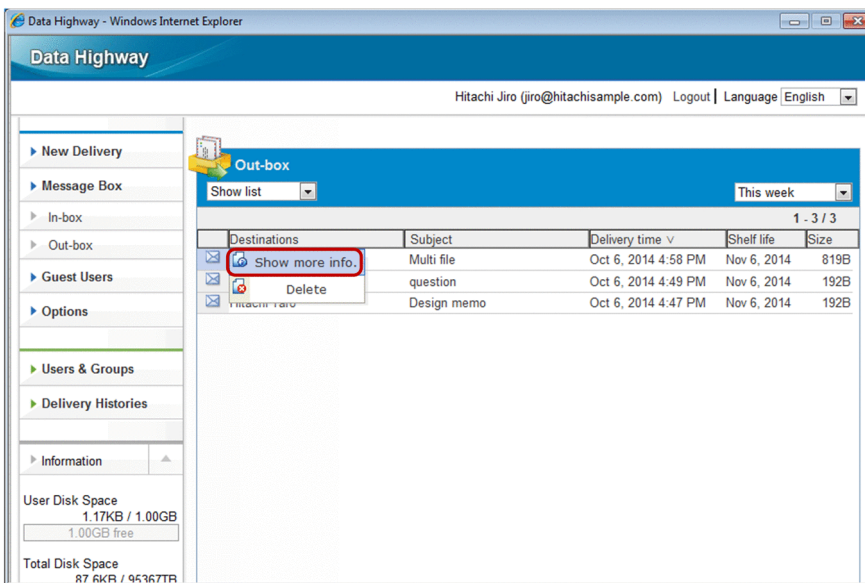 Data Highway - Windows Internet Explorer
Data Highway
Hitachi Jiro (jiro@hitachisample.com) Logout | Language English
New Delivery
Message Box
In-box
Out-box
Guest Users
Options
Users & Groups
Delivery Histories
Information
User Disk Space
1.17KB / 1.00GB
1.00GB free
Total Disk Space
87.6KB / 95367TB
Out-box
Show list This week
1 - 3 / 3
Destinations Subject Delivery time Shelf life Size
Show more info. Multi file Oct 6, 2014 4:58 PM Nov 6, 2014 819B
Delete question Oct 6, 2014 4:49 PM Nov 6, 2014 192B
Hitachi Taro Design memo Oct 6, 2014 4:47 PM Nov 6, 2014 192B